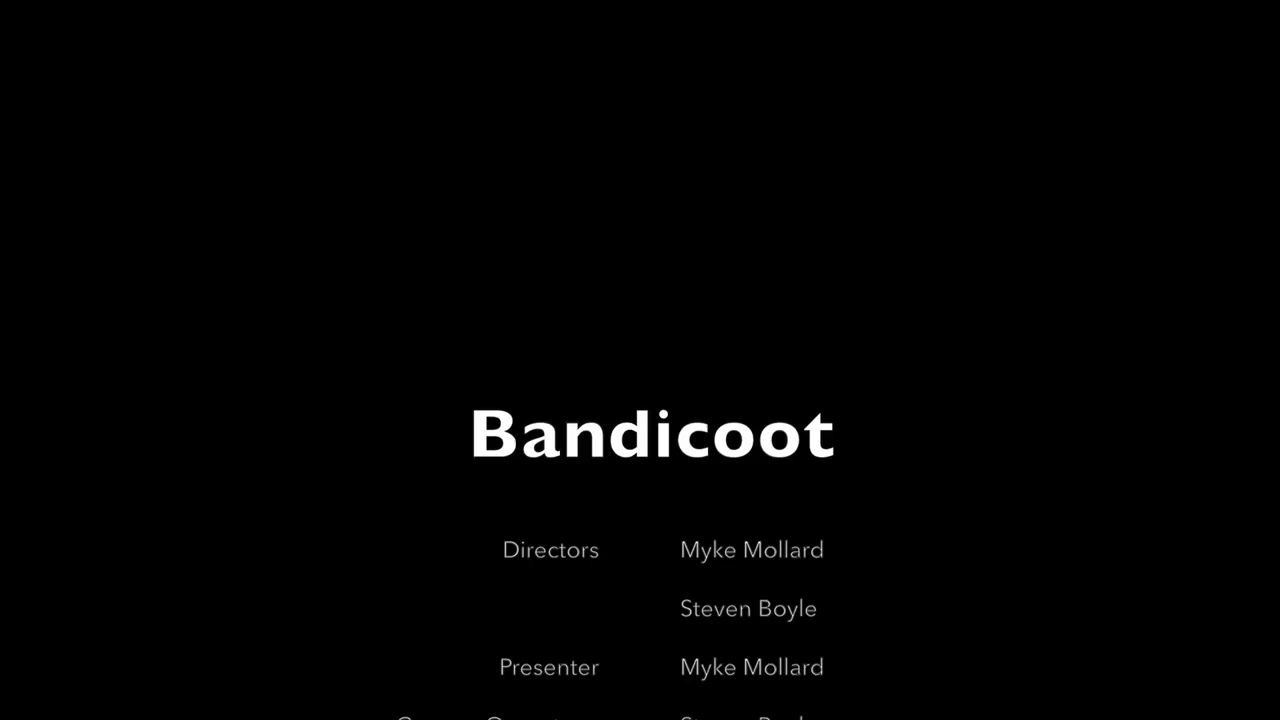 Bandicoot
Directors Myke Mollard
Steven Boyle
Presenter Myke Mollard